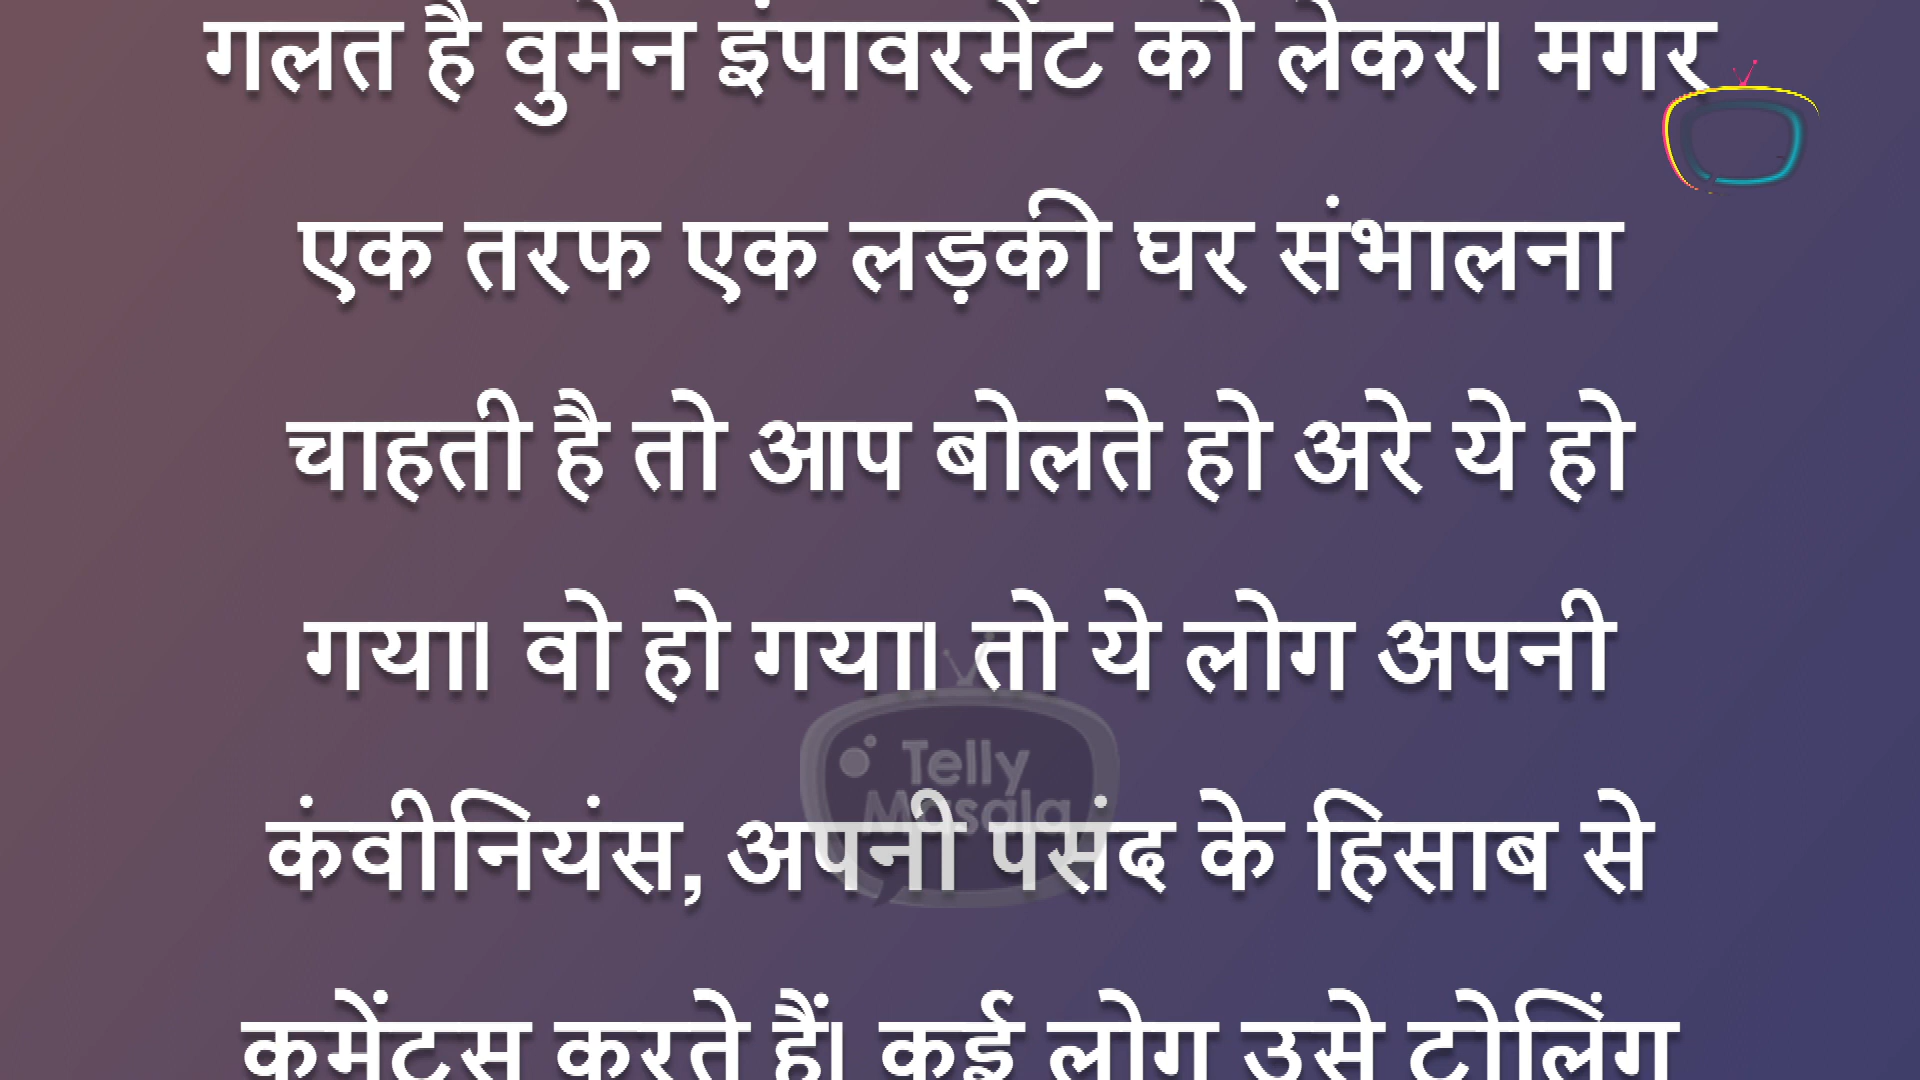 गलत है वुमेन इंपावरमेंट को लेकर। मगर
एक तरफ एक लड़की घर संभालना
चाहती है तो आप बोलते हो अरे ये हो
गया। वो हो गया। तो ये लोग अपनी
Telly
Masala
कंवीनियंस, अपनी पसंद के हिसाब से
कमेंट्स करते हैं। कई लोग उसे ट्रोलिंग